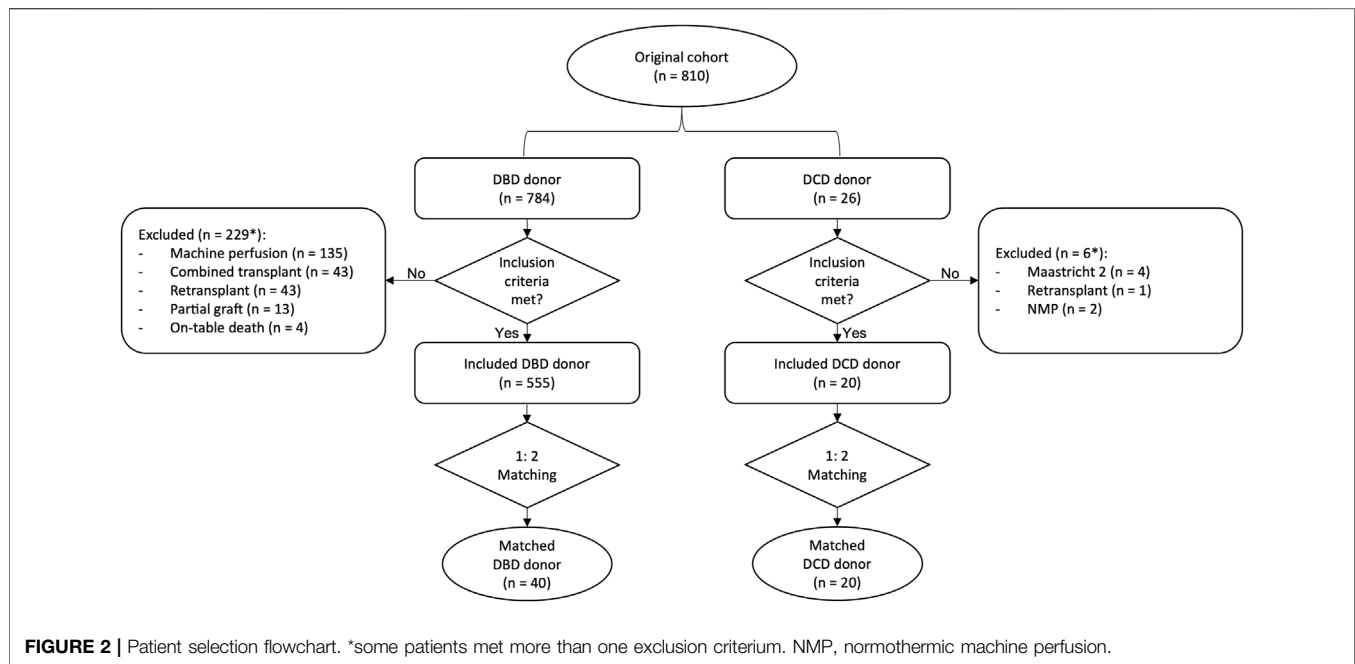 Original cohort
(n = 810)
DBD donor
(n = 784)
DCD donor
(n = 26)
Excluded (n = 229*):
- Machine perfusion (n = 135)
- Combined transplant (n = 43)
- Retransplant (n = 43)
- Partial graft (n = 13)
- On-table death (n = 4)
No
Inclusion
criteria
met?
Inclusion
criteria
met?
No
Excluded (n = 6*):
- Maastricht 2 (n = 4)
- Retransplant (n = 1)
- NMP (n = 2)
Yes
Yes
Included DBD donor
(n = 555)
Included DCD donor
(n = 20)
1: 2
Matching
1: 2
Matching
Matched
DBD donor
(n = 40)
Matched
DCD donor
(n = 20)
FIGURE 2 | Patient selection flowchart. *some patients met more than one exclusion criterium. NMP, normothermic machine perfusion.